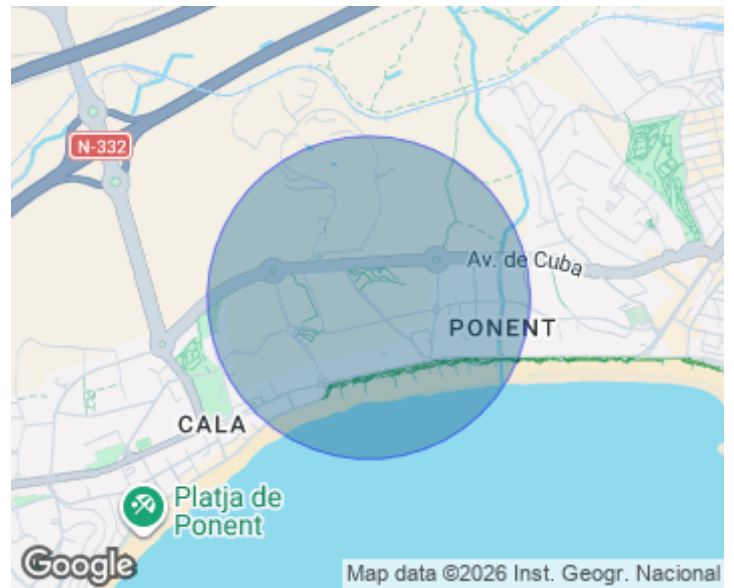 N-332
Av. de Cuba
PONENT
CALA
Platja de
Ponent
Google
Map data ©2026 Inst. Geogr. Nacional